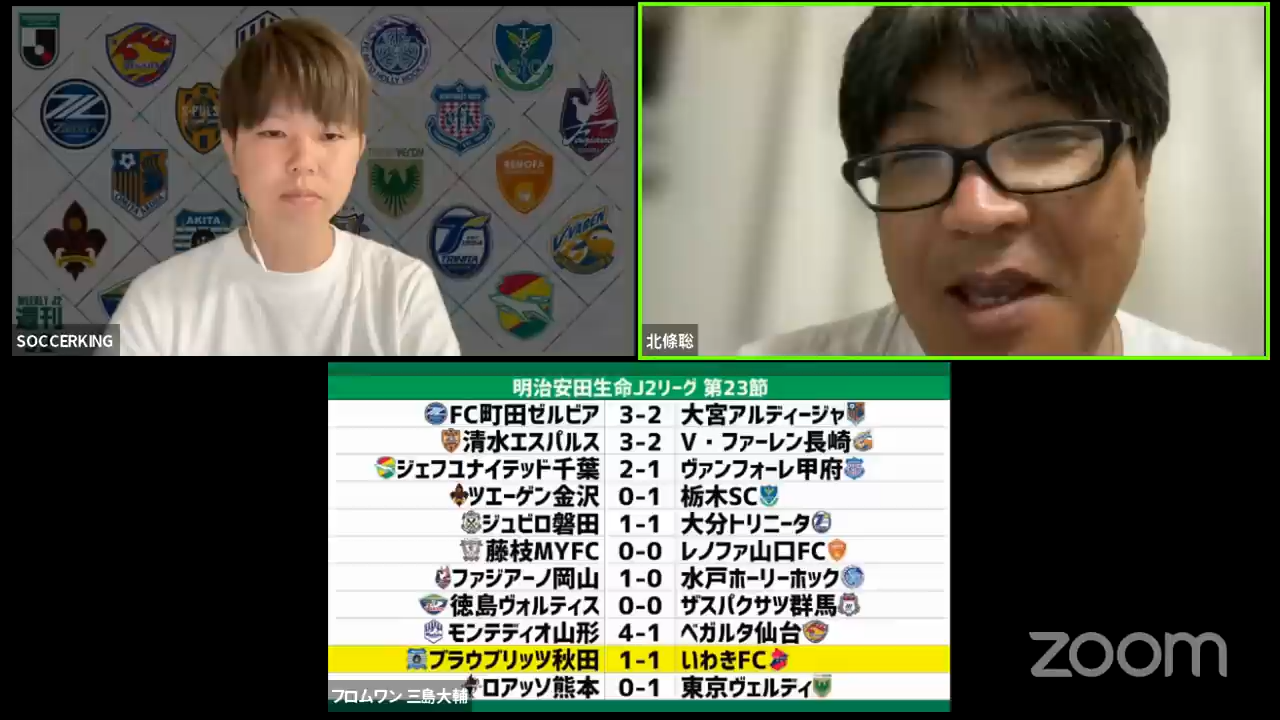 AKITA
WEEKLY J2
週刊
SOCCERKING
北條聡
明治安田生命J2リーグ 第23節
FC町田ゼルビア 3-2 大宮アルディージャ
清水エスパルス 3-2 V・ファーレン長崎
ジェフユナイテッド千葉 2-1 ヴァンフォーレ甲府
ツエーゲン金沢 0-1 栃木SC
ジュビロ磐田 1-1 大分トリニータ
藤枝MYFC 0-0 レノファ山口FC
ファジアーノ岡山 1-0 水戸ホーリーホック
徳島ヴォルティス 0-0 ザスパクサツ群馬
モンテディオ山形 4-1 ベガルタ仙台
ブラウブリッツ秋田 1-1 いわきFC
ロアッソ熊本 0-1 東京ヴェルディ
フロムワン 三島大輔
zoom